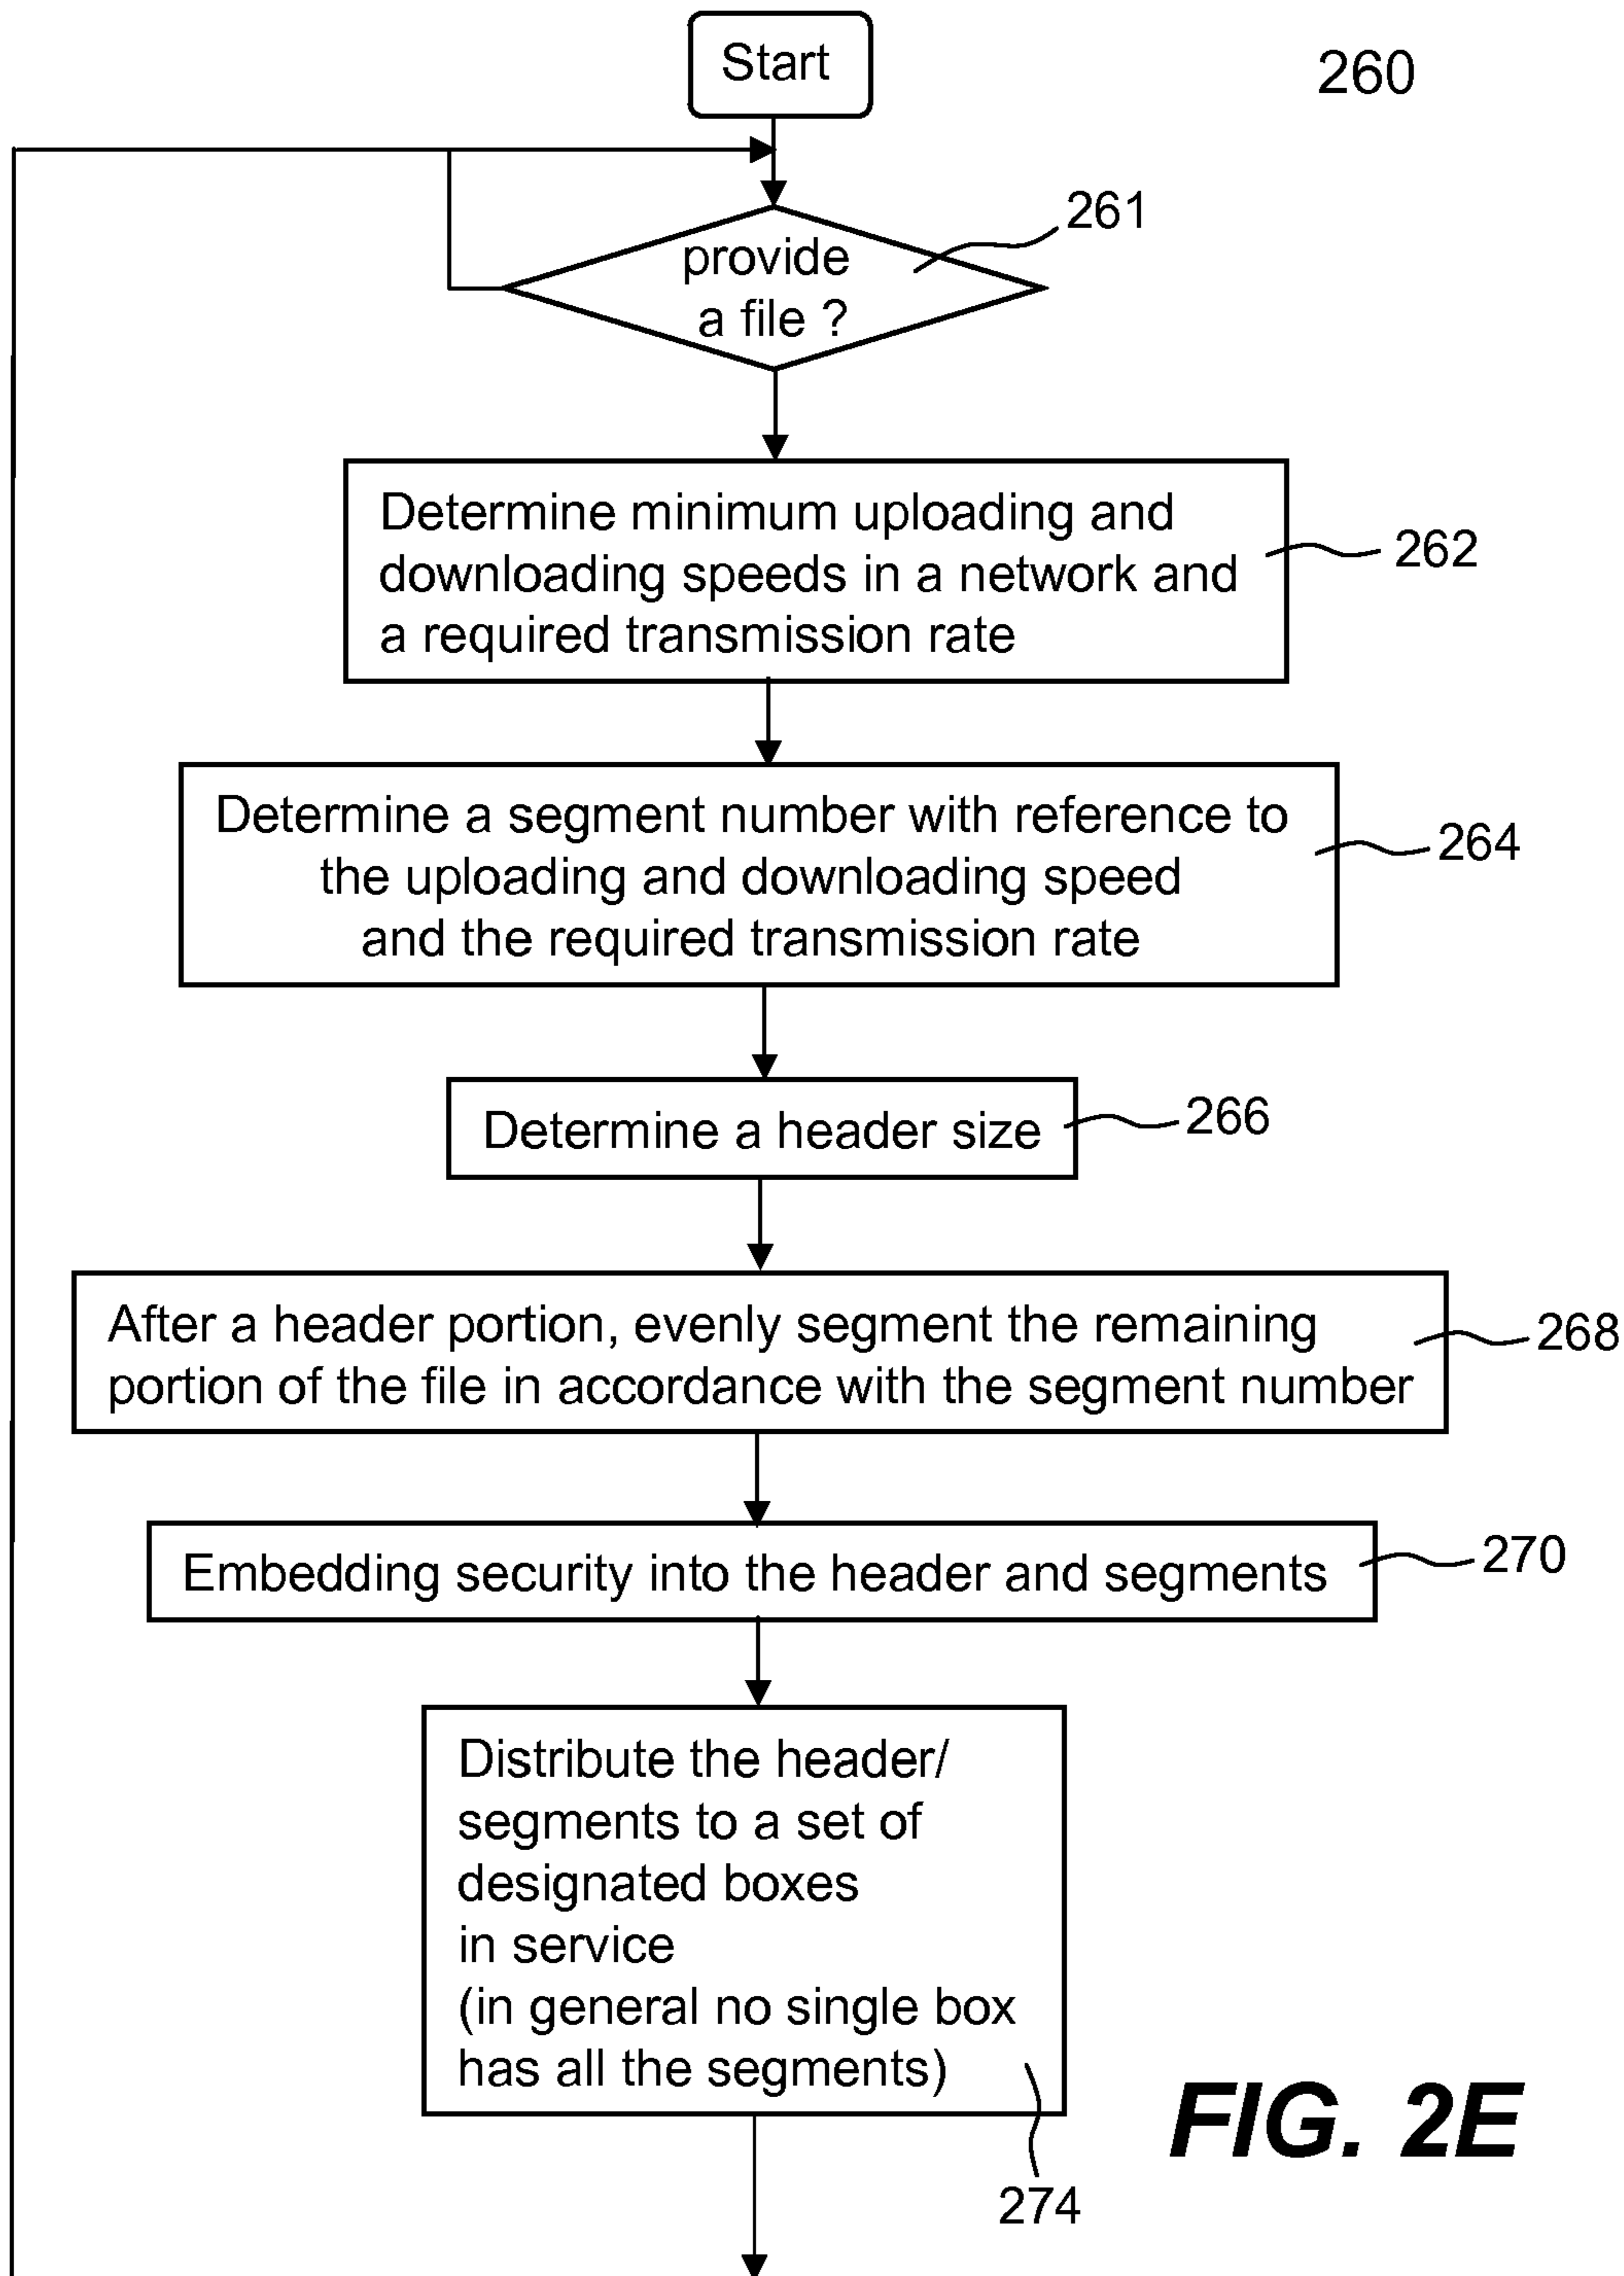 Start
260
261
provide
a file ?
Determine minimum uploading and
downloading speeds in a network and
a required transmission rate
262
Determine a segment number with reference to
the uploading and downloading speed
and the required transmission rate
264
Determine a header size
266
After a header portion, evenly segment the remaining
portion of the file in accordance with the segment number
268
Embedding security into the header and segments
270
Distribute the header/
segments to a set of
designated boxes
in service
(in general no single box
has all the segments)
274
FIG. 2E